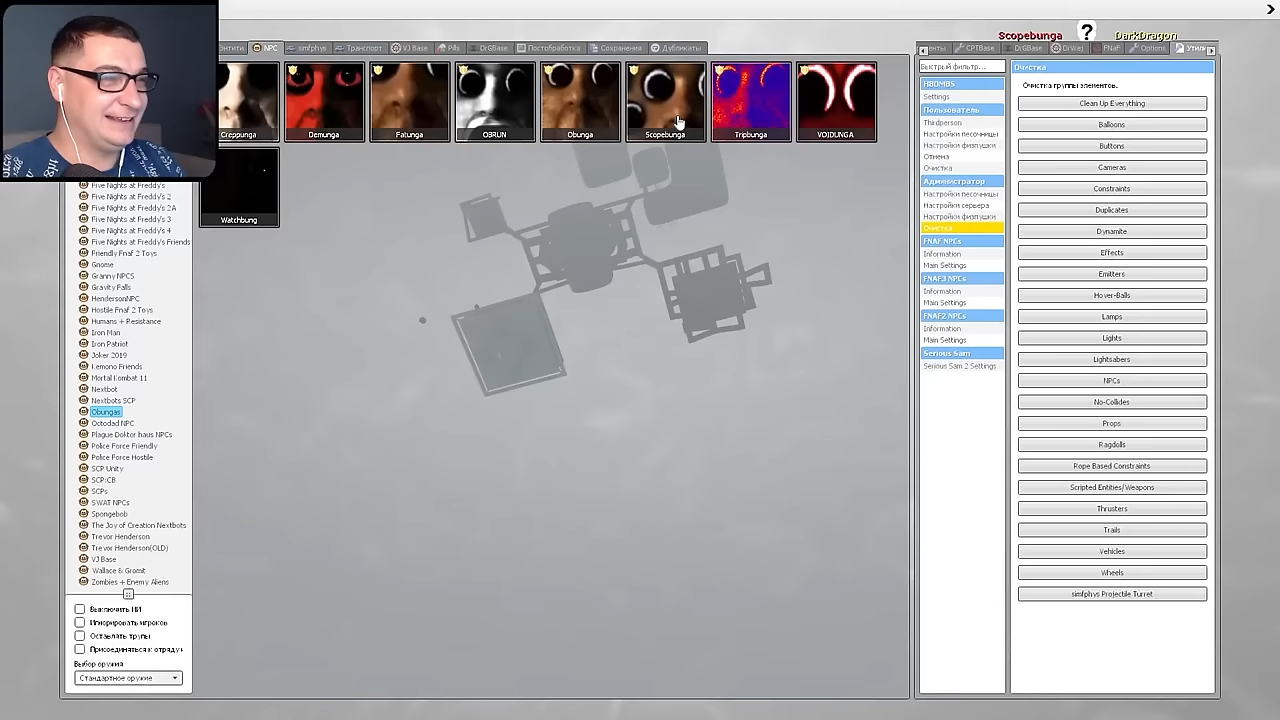 Scopebunga
?
DarkDragon
NPC
simfphys
Транспорт
VJ Base
Pills
DrGBase
Постобработка
Сохранения
Дубликаты
CPTBase
DrGBase
DrVrej
FNaF
Options
Creppunga
Demunga
Fatunga
OBRUN
Obunga
Scopebunga
Tripbunga
VOIDUNGA
Watchbung
Five Nights at Freddy's
Five Nights at Freddy's 2
Five Nights at Freddy's 2A
Five Nights at Freddy's 3
Five Nights at Freddy's 4
Five Nights at Freddy's Friends
Friendly Fnaf 2 Toys
Gnome
Granny NPCS
Gravity Falls
HendersonNPC
Hostile Fnaf 2 Toys
Humans + Resistance
Iron Man
Iron Patriot
Joker 2019
Kemono Friends
Mortal Kombat 11
Nextbot
Nextbots SCP
Obungas
Octodad NPC
Plague Doktor haus NPCs
Police Force Friendly
Police Force Hostile
SCP Unity
SCP:CB
SCPs
SWAT NPCs
Spongebob
The Joy of Creation Nextbots
Trevor Henderson
Trevor Henderson(OLD)
VJ Base
Wallace & Gromit
Zombies + Enemy Aliens
Выключить ИИ
Игнорировать игроков
Оставлять трупы
Присоединяться к отряду
Выбор оружия
Стандартное оружие
Быстрый фильтр...
HBOMBS
Settings
Пользователь
Thirdperson
Настройки песочницы
Настройки физпушки
Отмена
Очистка
Администратор
Настройки песочницы
Настройки сервера
Настройки физпушки
Очистка
FNAF NPCs
Information
Main Settings
FNAF3 NPCs
Information
Main Settings
FNAF2 NPCs
Information
Main Settings
Serious Sam
Serious Sam 2 Settings
Очистка
Очистка группы элементов.
Clean Up Everything
Balloons
Buttons
Cameras
Constraints
Duplicates
Dynamite
Effects
Emitters
Hover-Balls
Lamps
Lights
Lightsabers
NPCs
No-Collides
Props
Ragdolls
Rope Based Constraints
Scripted Entities/Weapons
Thrusters
Trails
Vehicles
Wheels
simfphys Projectile Turret